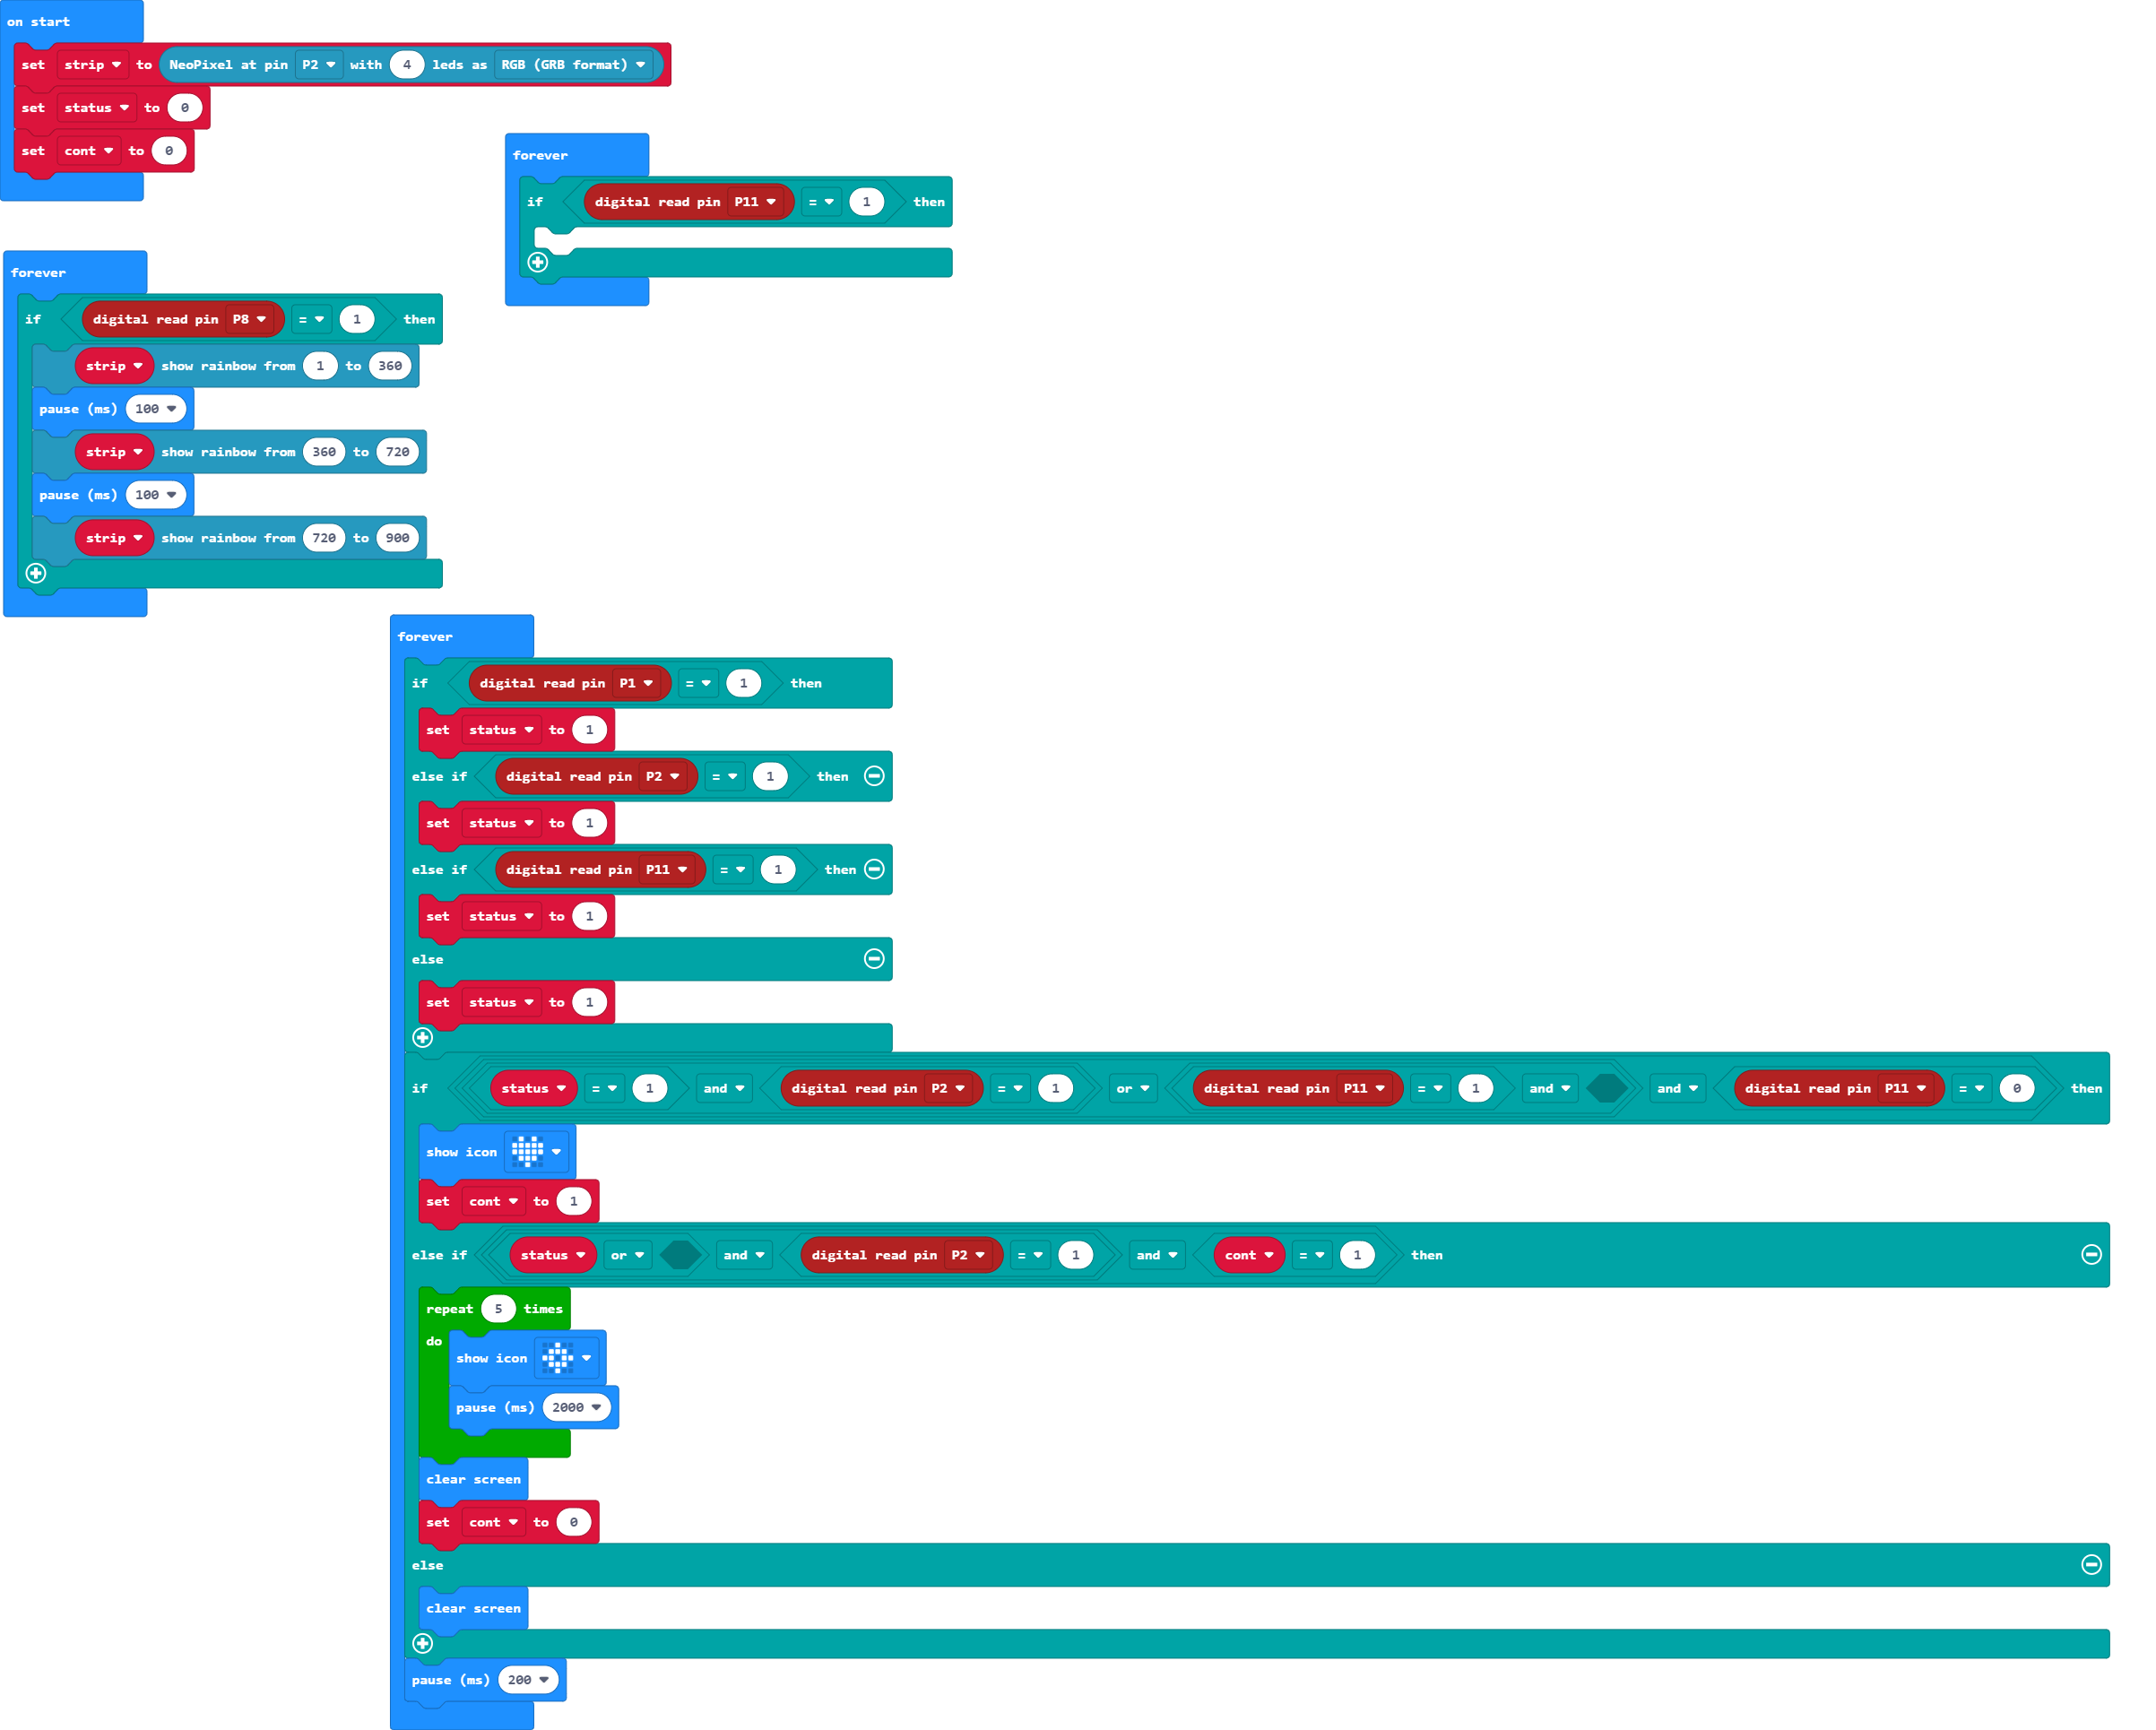 on start
set strip to NeoPixel at pin P2 with 4 leds as RGB (GRB format)
set status to 0
set cont to 0
forever
if digital read pin P11 = 1 then
forever
if digital read pin P8 = 1 then
strip show rainbow from 1 to 360
pause (ms) 100
strip show rainbow from 360 to 720
pause (ms) 100
strip show rainbow from 720 to 900
forever
if digital read pin P1 = 1 then
set status to 1
else if digital read pin P2 = 1 then
set status to 1
else if digital read pin P11 = 1 then
set status to 1
else
set status to 1
if status = 1 and digital read pin P2 = 1 or digital read pin P11 = 1 and and digital read pin P11 = 0 then
show icon
set cont to 1
else if status or and digital read pin P2 = 1 and cont = 1 then
repeat 5 times
do
show icon
pause (ms) 2000
clear screen
set cont to 0
else
clear screen
pause (ms) 200